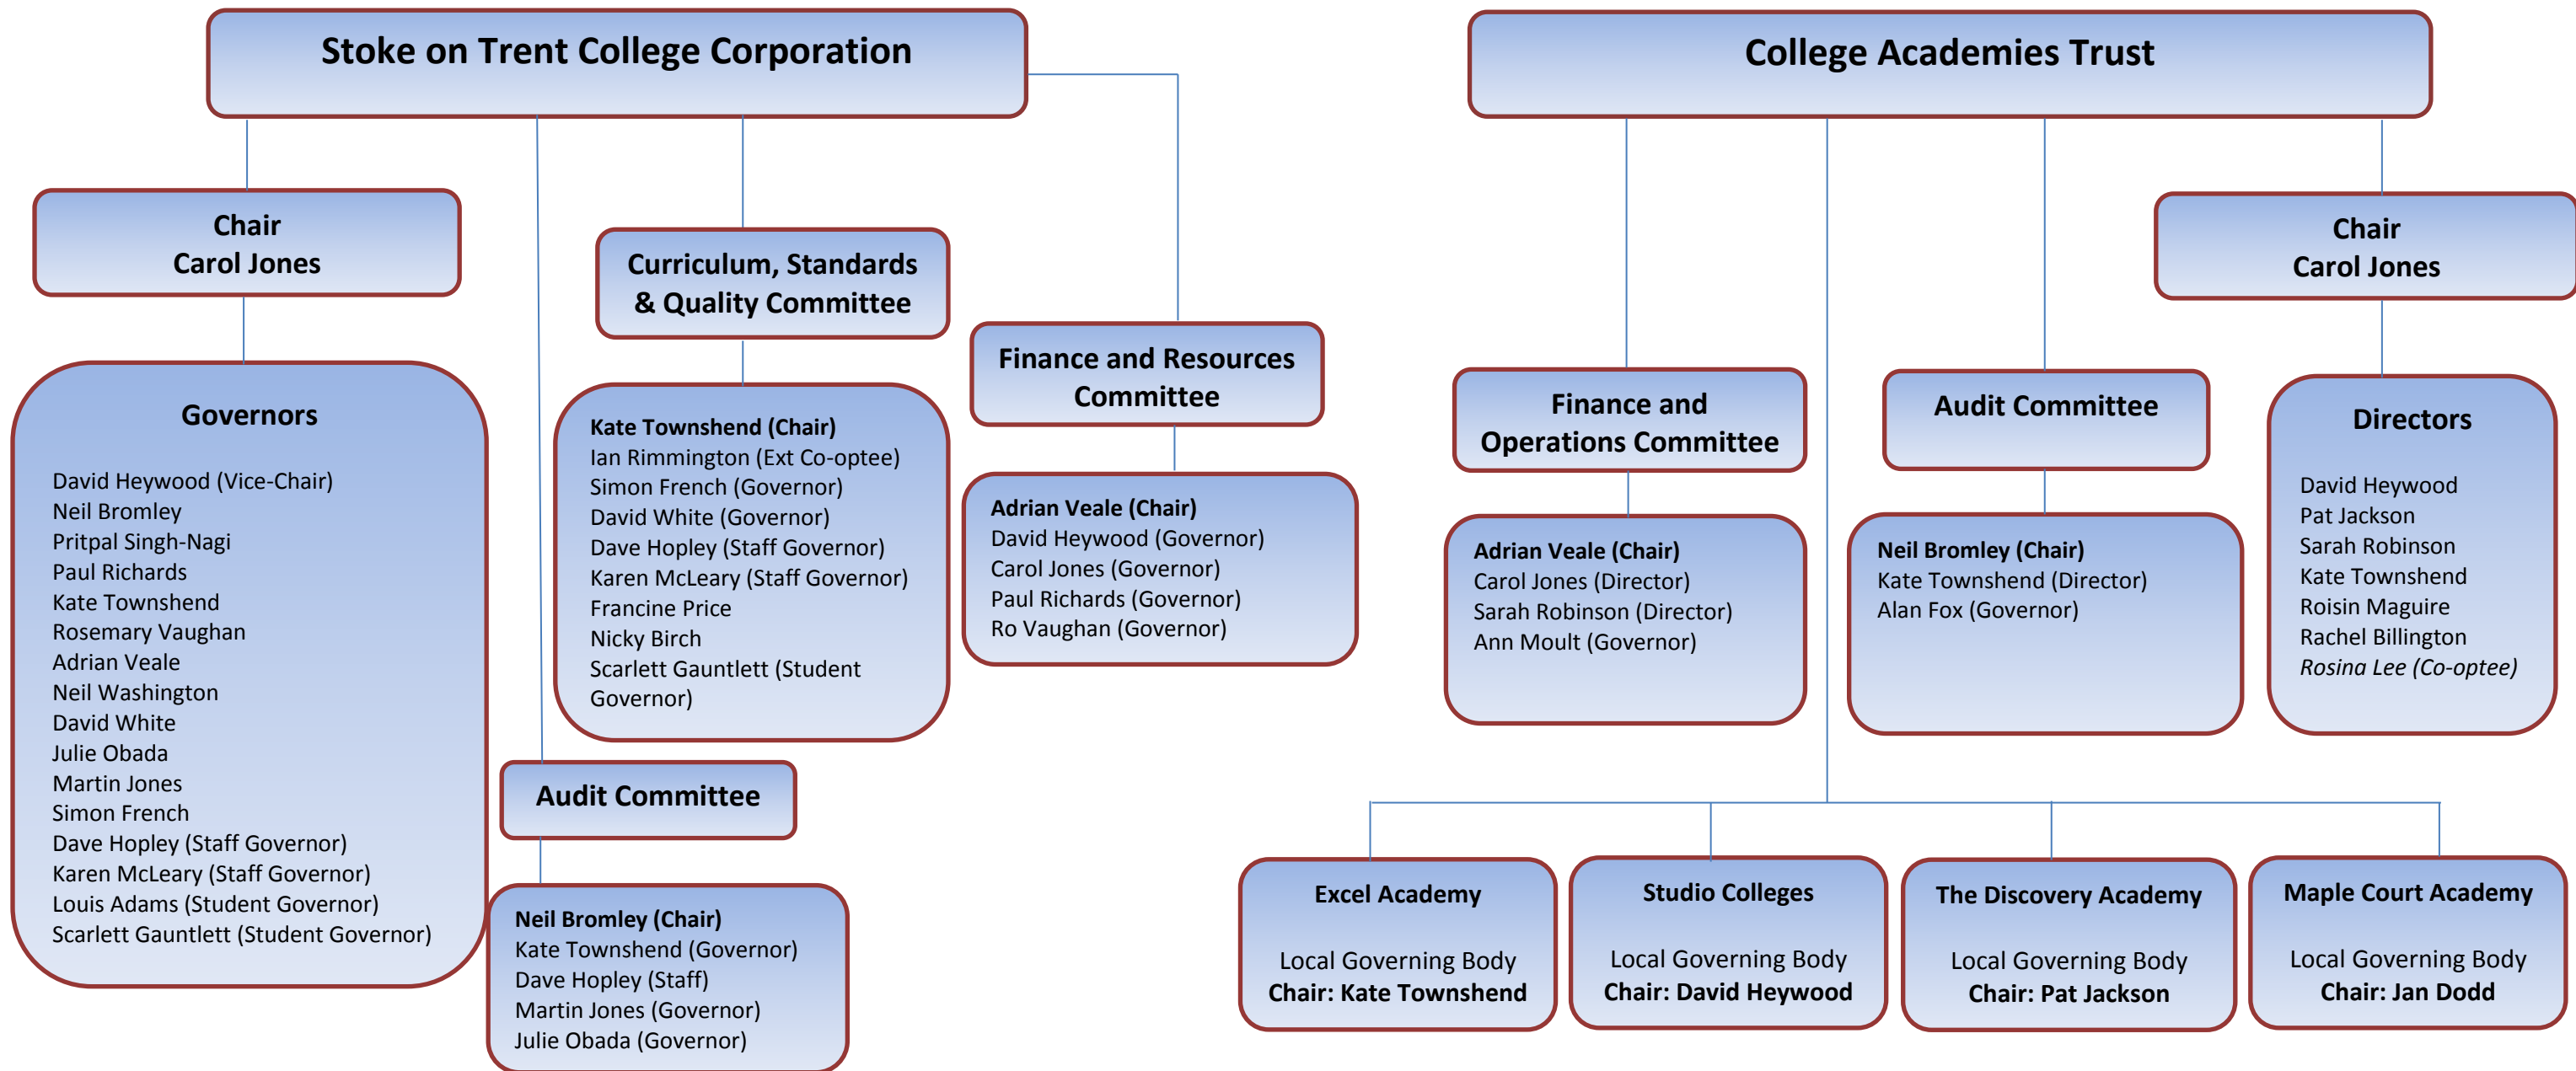 Stoke on Trent College Corporation
Chair
Carol Jones
Governors
David Heywood (Vice-Chair)
Neil Bromley
Pritpal Singh-Nagi
Paul Richards
Kate Townshend
Rosemary Vaughan
Adrian Veale
Neil Washington
David White
Julie Obada
Martin Jones
Simon French
Dave Hopley (Staff Governor)
Karen McLeary (Staff Governor)
Louis Adams (Student Governor)
Scarlett Gauntlett (Student Governor)
Curriculum, Standards
& Quality Committee
Kate Townshend (Chair)
Ian Rimmington (Ext Co-optee)
Simon French (Governor)
David White (Governor)
Dave Hopley (Staff Governor)
Karen McLeary (Staff Governor)
Francine Price
Nicky Birch
Scarlett Gauntlett (Student
Governor)
Audit Committee
Neil Bromley (Chair)
Kate Townshend (Governor)
Dave Hopley (Staff)
Martin Jones (Governor)
Julie Obada (Governor)
Finance and Resources
Committee
Adrian Veale (Chair)
David Heywood (Governor)
Carol Jones (Governor)
Paul Richards (Governor)
Ro Vaughan (Governor)
College Academies Trust
Finance and
Operations Committee
Adrian Veale (Chair)
Carol Jones (Director)
Sarah Robinson (Director)
Ann Moult (Governor)
Audit Committee
Neil Bromley (Chair)
Kate Townshend (Director)
Alan Fox (Governor)
Chair
Carol Jones
Directors
David Heywood
Pat Jackson
Sarah Robinson
Kate Townshend
Roisin Maguire
Rachel Billington
Rosina Lee (Co-optee)
Excel Academy
Local Governing Body
Chair: Kate Townshend
Studio Colleges
Local Governing Body
Chair: David Heywood
The Discovery Academy
Local Governing Body
Chair: Pat Jackson
Maple Court Academy
Local Governing Body
Chair: Jan Dodd